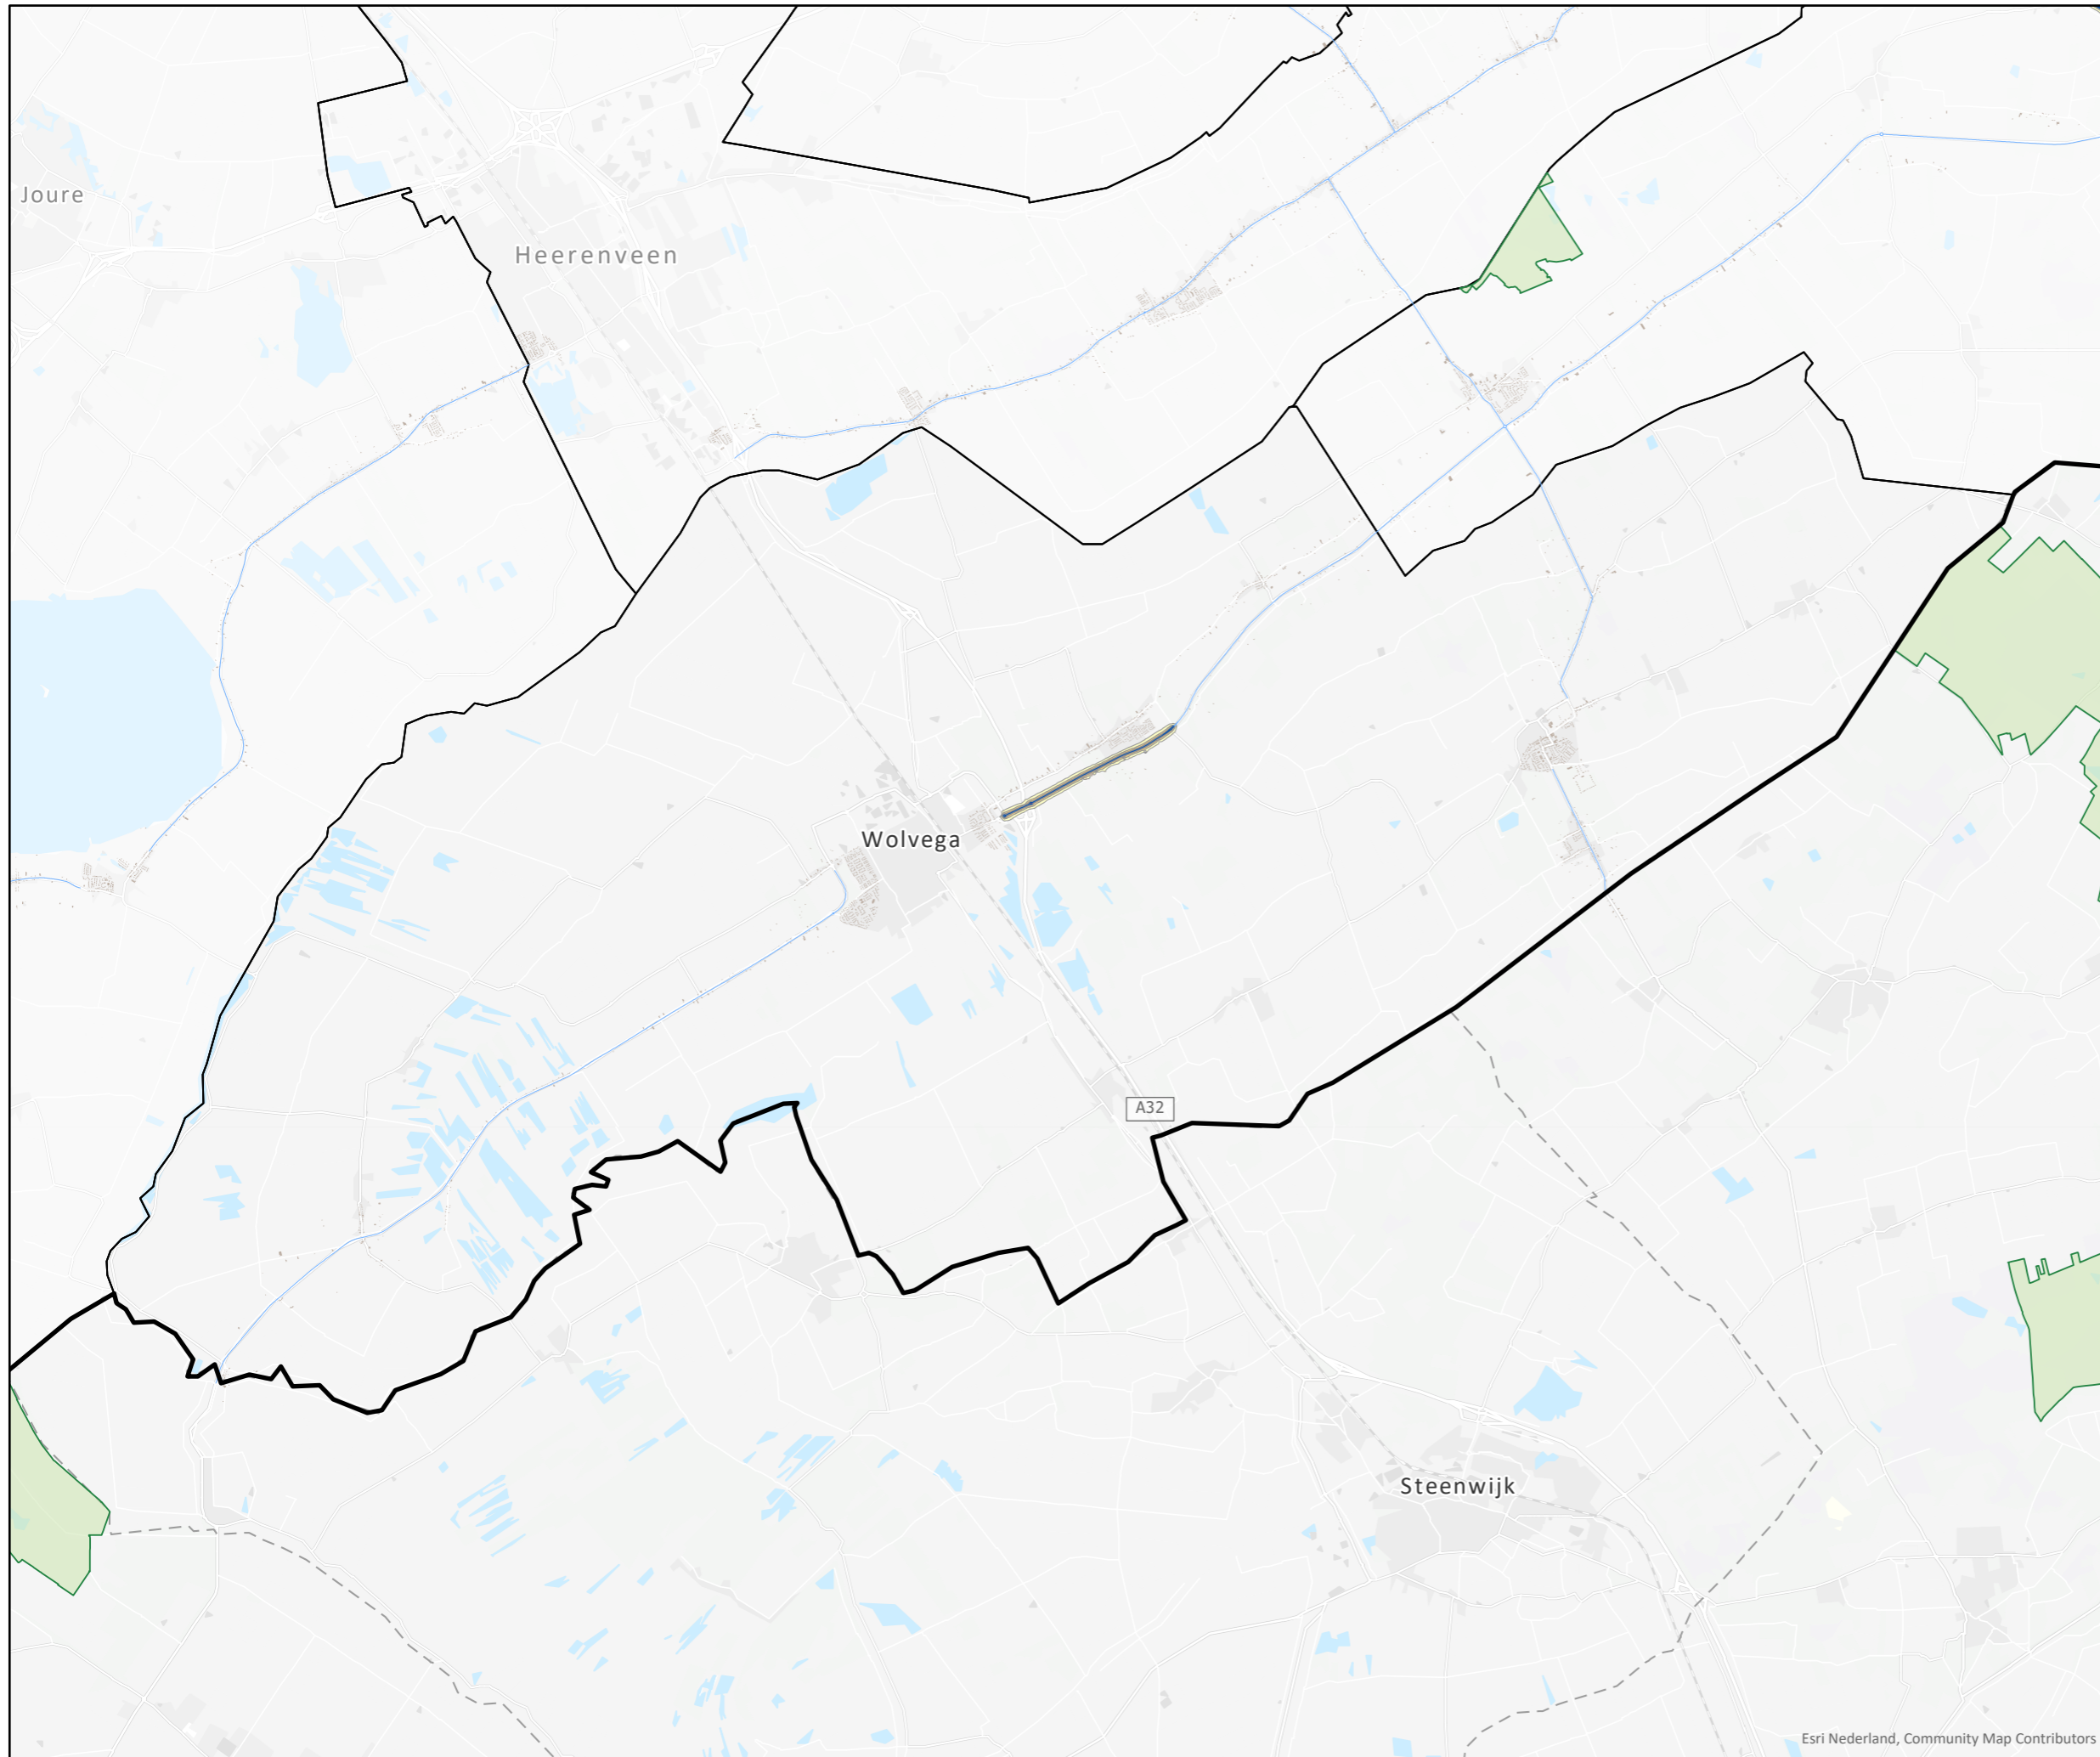 Joure
Heerenveen
Wolvega
A32
Steenwijk
Esri Nederland, Community Map Contributors